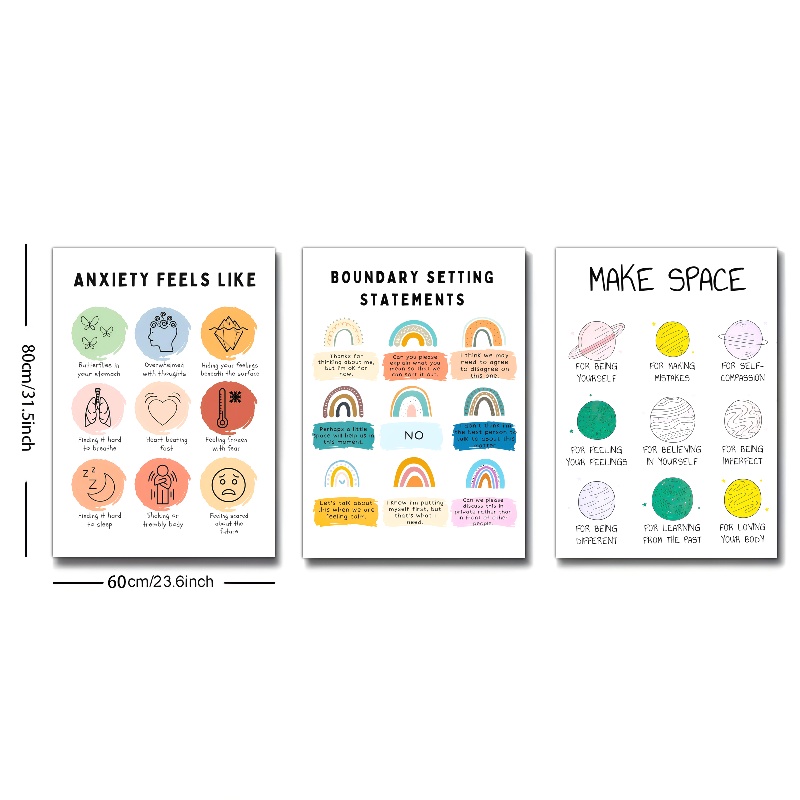 80cm/31.5inch
60cm/23.6inch
ANXIETY FEELS LIKE
Butterflies in
your stomach
Overwhelmed
with thoughts
Hiding your feelings
beneath the surface
Finding it hard
to breathe
Heart beating
fast
Feeling frozen
with fear
Finding it hard
to sleep
Shaking or
trembly body
Feeling scared
about the
future
BOUNDARY SETTING
STATEMENTS
Thanks for
thinking about me,
but I'm ok for
now.
Can you please
explain what you
mean so that we
can sort it out.
I think we may
need to agree
to disagree on
this one.
Perhaps a little
space will help us in
this moment.
NO
I don't think I'm
the best person to
talk to about this
matter.
Let's talk about
this when we are
feeling calm.
I know I'm putting
myself first, but
that's what I
need.
Can we please
discuss this in
private rather than
in front of other
people.
MAKE SPACE
FOR BEING
YOURSELF
FOR MAKING
MISTAKES
FOR SELF-
COMPASSION
FOR FEELING
YOUR FEELINGS
FOR BELIEVING
IN YOURSELF
FOR BEING
IMPERFECT
FOR BEING
DIFFERENT
FOR LEARNING
FROM THE PAST
FOR LOVING
YOUR BODY